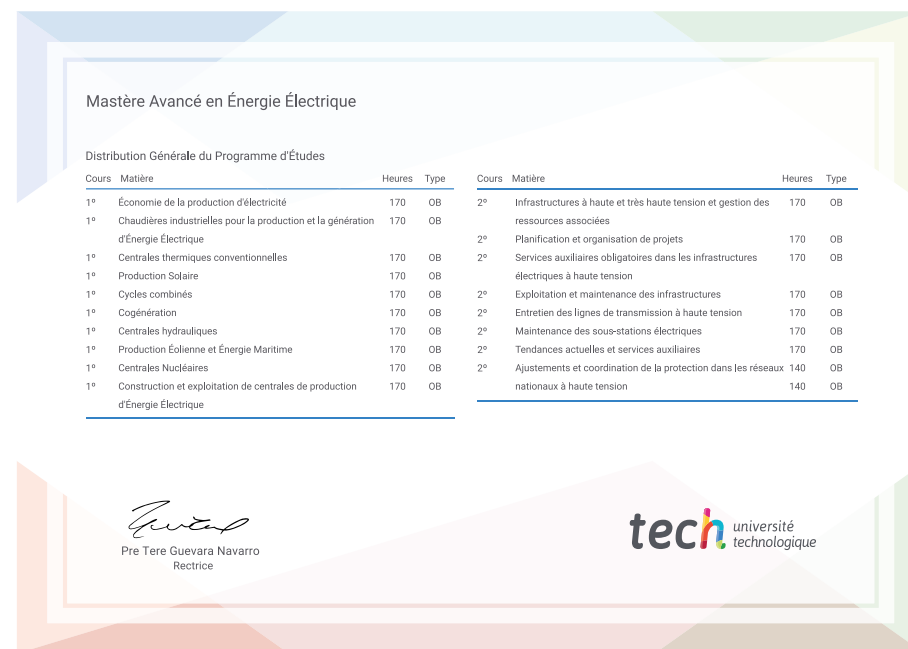 Mastère Avancé en Énergie Électrique
Distribution Générale du Programme d'Études
Cours Matière Heures Type
1º Économie de la production d'électricité 170 OB
1º Chaudières industrielles pour la production et la génération 170 OB
d'Énergie Électrique
1º Centrales thermiques conventionnelles 170 OB
1º Production Solaire 170 OB
1º Cycles combinés 170 OB
1º Cogénération 170 OB
1º Centrales hydrauliques 170 OB
1º Production Éolienne et Énergie Maritime 170 OB
1º Centrales Nucléaires 170 OB
1º Construction et exploitation de centrales de production 170 OB
d'Énergie Électrique
Cours Matière Heures Type
2º Infrastructures à haute et très haute tension et gestion des 170 OB
ressources associées
2º Planification et organisation de projets 170 OB
2º Services auxiliaires obligatoires dans les infrastructures 170 OB
électriques à haute tension
2º Exploitation et maintenance des infrastructures 170 OB
2º Entretien des lignes de transmission à haute tension 170 OB
2º Maintenance des sous-stations électriques 170 OB
2º Tendances actuelles et services auxiliaires 170 OB
2º Ajustements et coordination de la protection dans les réseaux 140 OB
nationaux à haute tension 140 OB
Pre Tere Guevara Navarro
Rectrice
tech université
technologique